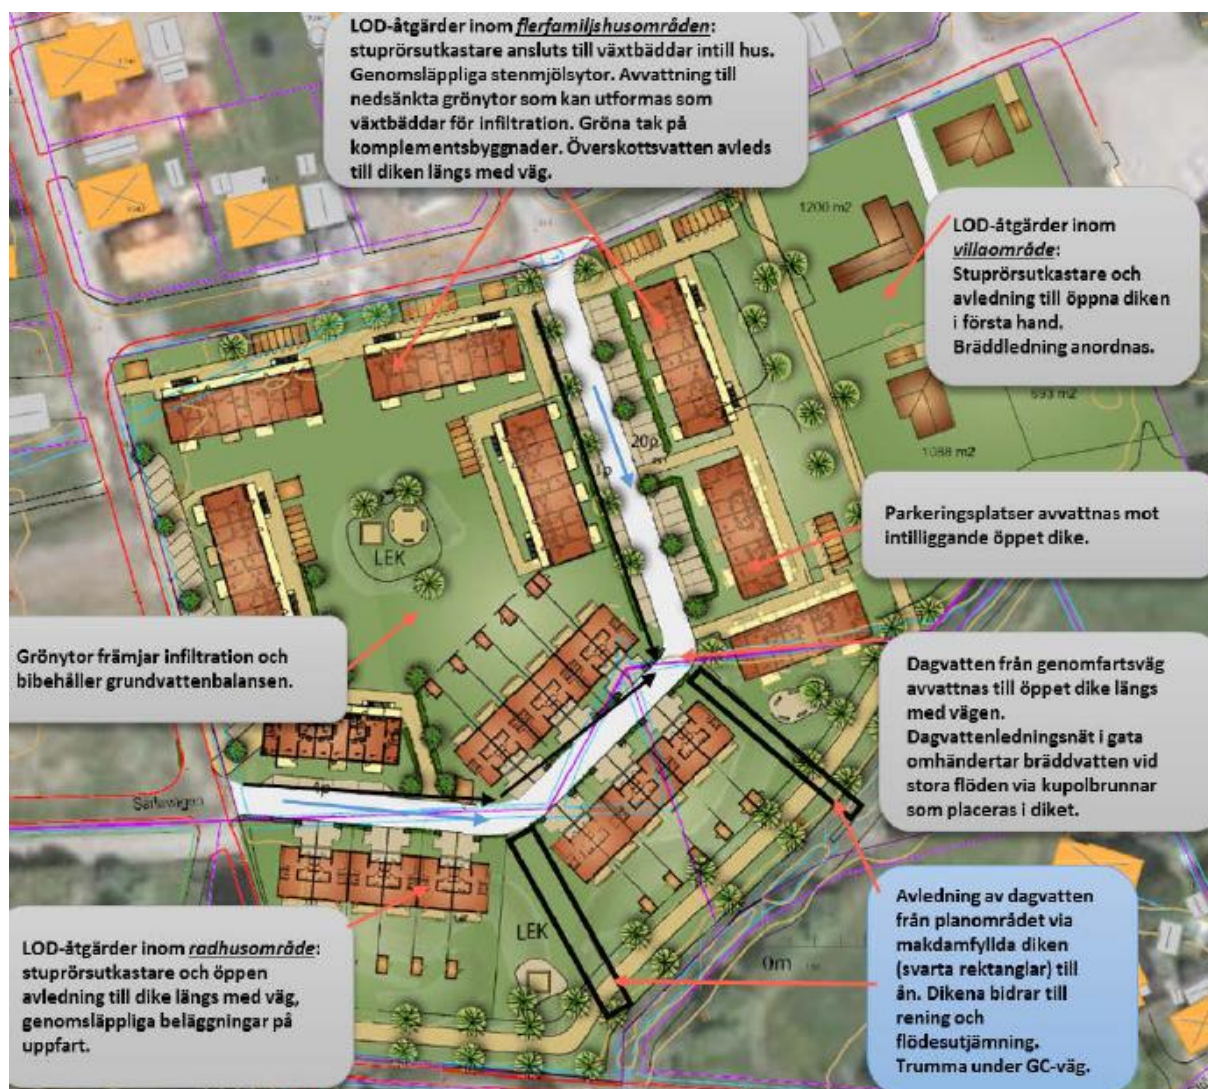 LOD-åtgärder inom flerfamiljshusområden:
stuprörsutkastare ansluts till växtbäddar intill hus.
Genomsläppliga stenmjölsytor. Avvattning till
nedsänkta grönytor som kan utformas som
växtbäddar för infiltration. Gröna tak på
komplementsbyggnader. Överskottsvatten avleds
till diken längs med väg.
1200 m2
LOD-åtgärder inom
villaområde:
Stuprörsutkastare och
avledning till öppna diken
i första hand.
Bräddledning anordnas.
693 m2
1088 m2
20p
LEK
Parkeringsplatser avvattnas mot
intilliggande öppet dike.
Grönytor främjar infiltration och
bibehåller grundvattenbalansen.
Dagvatten från genomfartsväg
avvattnas till öppet dike längs
med vägen.
Dagvattenledningsnät i gata
omhändertar bräddvatten vid
stora flöden via kupolbrunnar
som placeras i diket.
LOD-åtgärder inom radhusområde:
stuprörsutkastare och öppen
avledning till dike längs med väg,
genomsläppliga beläggningar på
uppfart.
LEK
0m
Avledning av dagvatten
från planområdet via
makdamfyllda diken
(svarta rektanglar) till
ån. Dikena bidrar till
rening och
flödesutjämning.
Trumma under GC-väg.